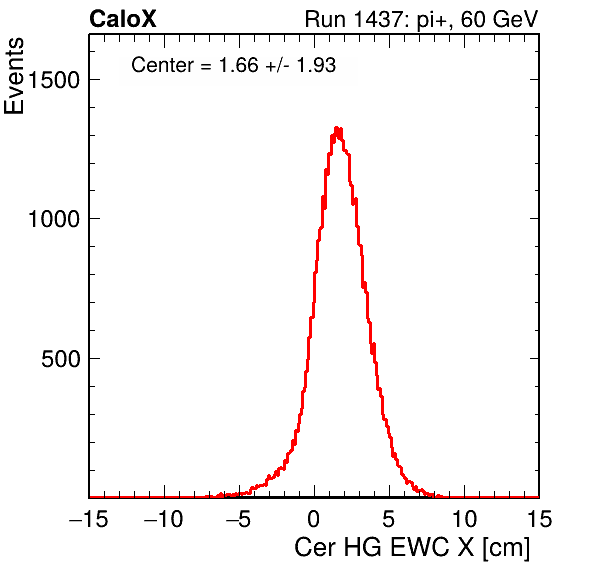 CaloX Run 1437: pi+, 60 GeV
Center = 1.66 +/- 1.93
Events
1500
1000
500
−15 −10 −5 0 5 10 15
Cer HG EWC X [cm]